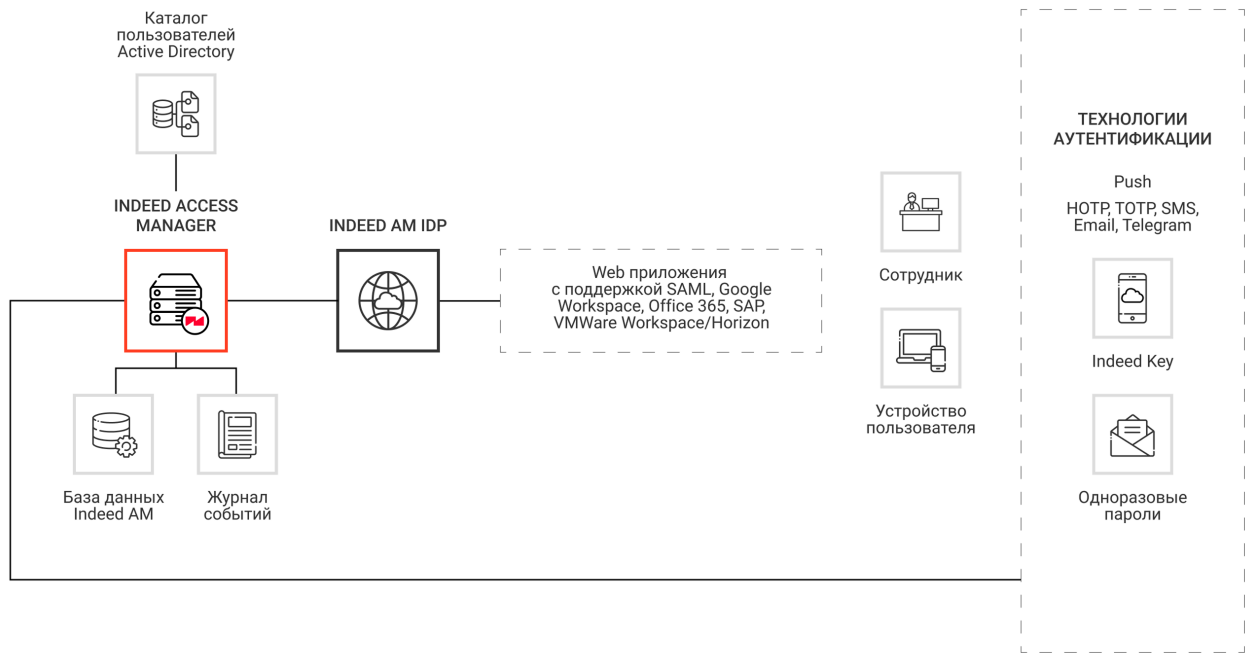 Каталог
пользователей
Active Directory
INDEED ACCESS
MANAGER
INDEED AM IDP
Web приложения
с поддержкой SAML, Google
Workspace, Office 365, SAP,
VMWare Workspace/Horizon
База данных
Indeed AM
Журнал
событий
Сотрудник
Устройство
пользователя
ТЕХНОЛОГИИ
АУТЕНТИФИКАЦИИ
Push
HOTP, TOTP, SMS,
Email, Telegram
Indeed Key
Одноразовые
пароли